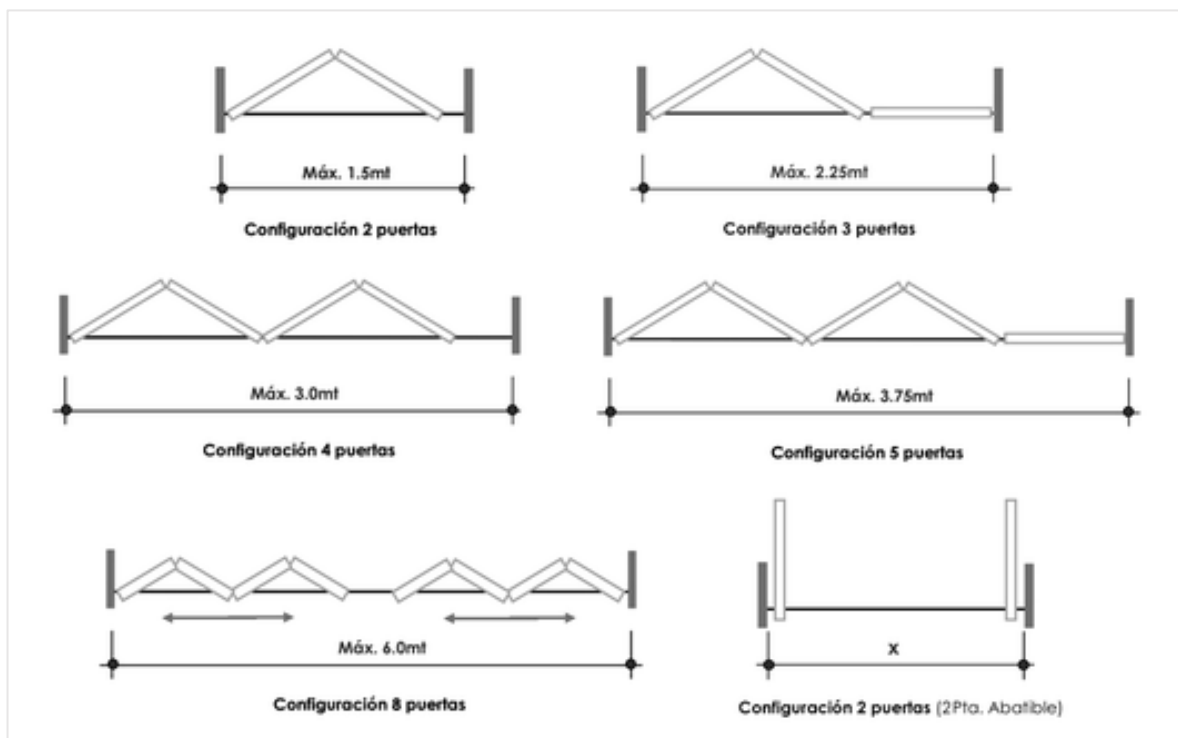 Máx. 1.5mt
Configuración 2 puertas
Máx. 2.25mt
Configuración 3 puertas
Máx. 3.0mt
Configuración 4 puertas
Máx. 3.75mt
Configuración 5 puertas
Máx. 6.0mt
Configuración 8 puertas
X
Configuración 2 puertas (2Pta. Abatible)